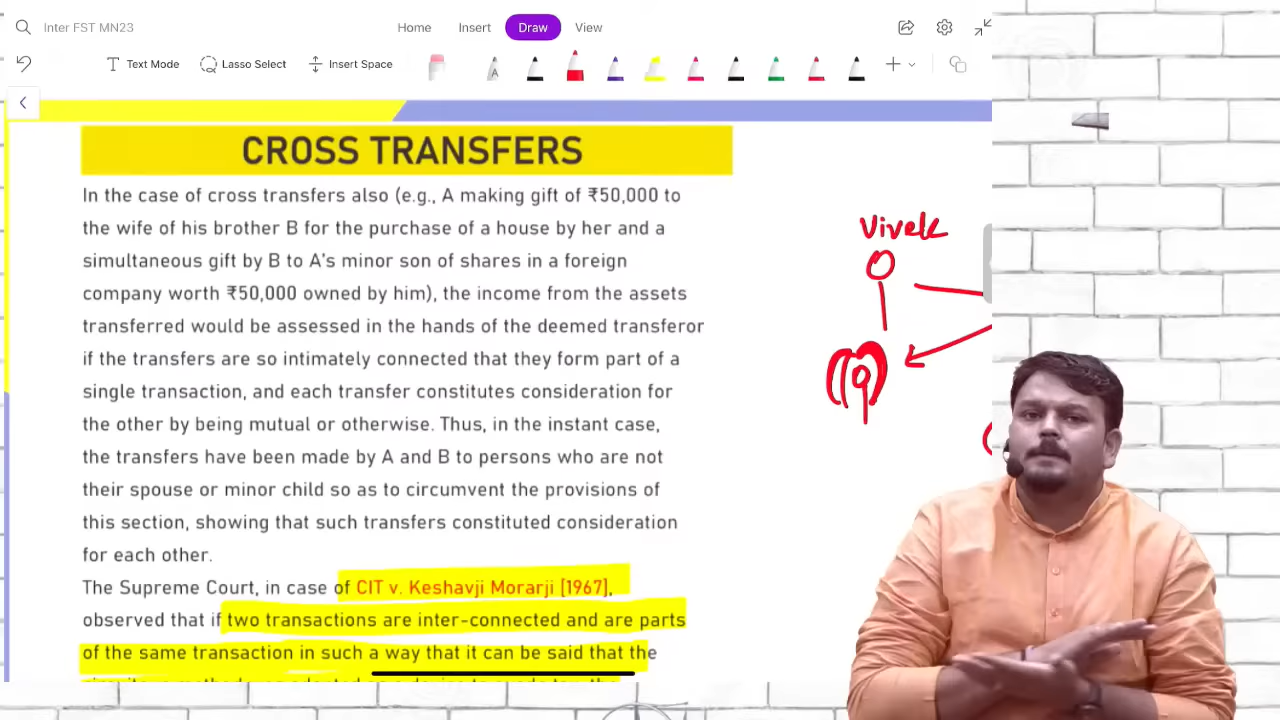 Inter FST MN23
Home
Insert
Draw
View
Text Mode
Lasso Select
Insert Space
A
CROSS TRANSFERS
In the case of cross transfers also (e.g., A making gift of ₹50,000 to
the wife of his brother B for the purchase of a house by her and a
simultaneous gift by B to A's minor son of shares in a foreign
company worth ₹50,000 owned by him), the income from the assets
transferred would be assessed in the hands of the deemed transferor
if the transfers are so intimately connected that they form part of a
single transaction, and each transfer constitutes consideration for
the other by being mutual or otherwise. Thus, in the instant case,
the transfers have been made by A and B to persons who are not
their spouse or minor child so as to circumvent the provisions of
this section, showing that such transfers constituted consideration
for each other.
The Supreme Court, in case of CIT v. Keshavji Morarji [1967],
observed that if two transactions are inter-connected and are parts
of the same transaction in such a way that it can be said that the
Vivek